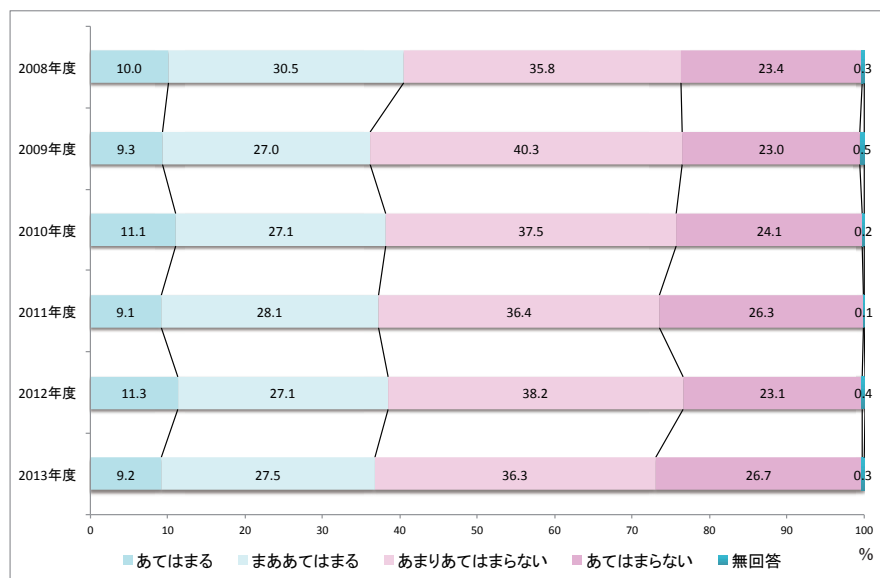 2008年度 10.0 30.5 35.8 23.4 0.3
2009年度 9.3 27.0 40.3 23.0 0.5
2010年度 11.1 27.1 37.5 24.1 0.2
2011年度 9.1 28.1 36.4 26.3 0.1
2012年度 11.3 27.1 38.2 23.1 0.4
2013年度 9.2 27.5 36.3 26.7 0.3
0 10 20 30 40 50 60 70 80 90 100
%
あてはまる まああてはまる あまりあてはまらない あてはまらない 無回答